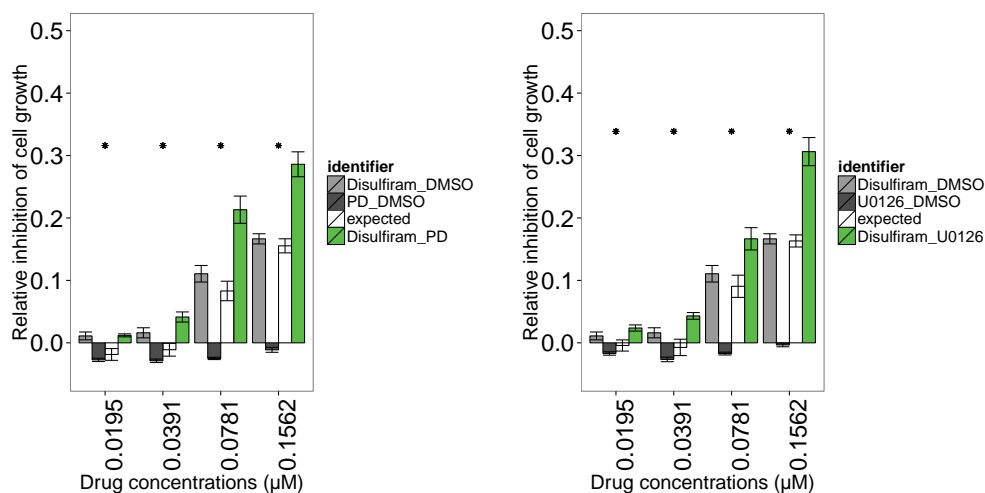 0.5
0.4
0.3
0.2
0.1
0.0
Relative inhibition of cell growth
* * * *
0.0195
0.0391
0.0781
0.1562
Drug concentrations (µM)
identifier
Disulfiram_DMSO
PD_DMSO
expected
Disulfiram_PD
0.5
0.4
0.3
0.2
0.1
0.0
Relative inhibition of cell growth
* * * *
0.0195
0.0391
0.0781
0.1562
Drug concentrations (µM)
identifier
Disulfiram_DMSO
U0126_DMSO
expected
Disulfiram_U0126